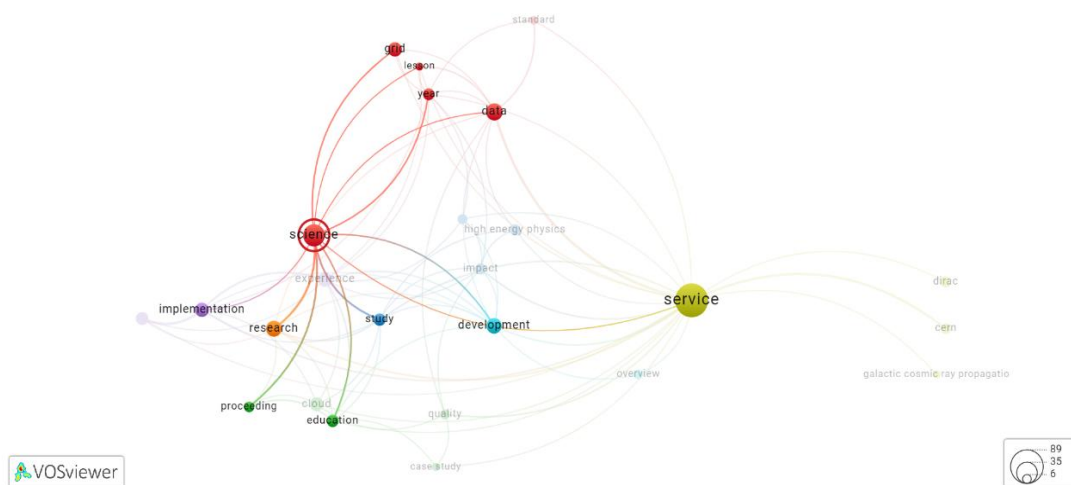 standard
grid
lesson
year
data
science
high energy physics
impact
experience
dirac
implementation
service
research
study
development
cern
overview
galactic cosmic ray propagatio
proceeding
cloud
education
quality
case study
VOSviewer
89
35
6